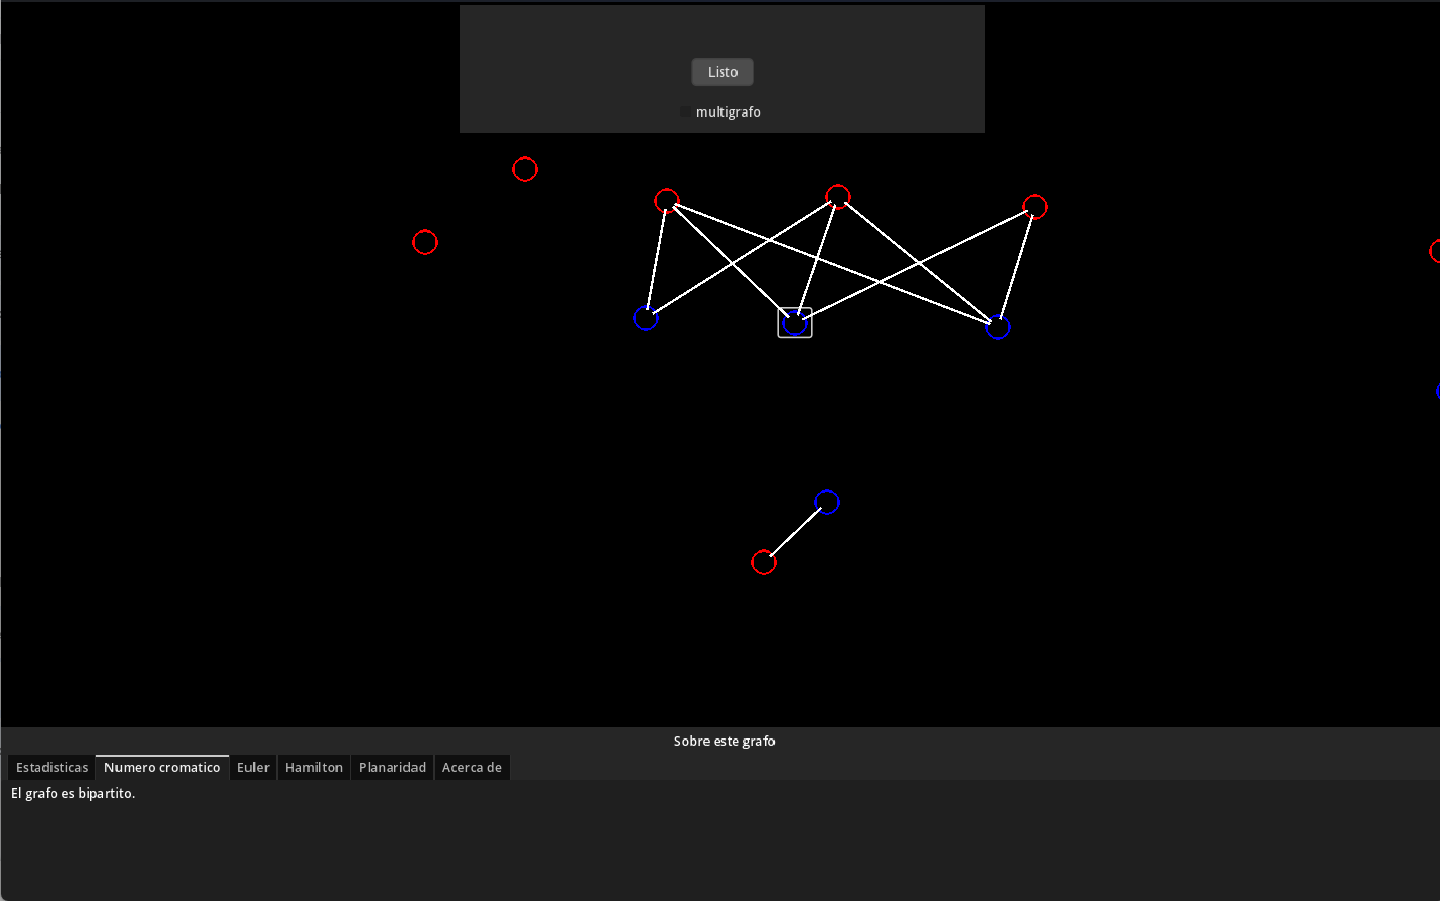 Listo
multigrafo
Sobre este grafo
Estadisticas Numero cromatico Euler Hamilton Planaridad Acerca de
El grafo es bipartito.